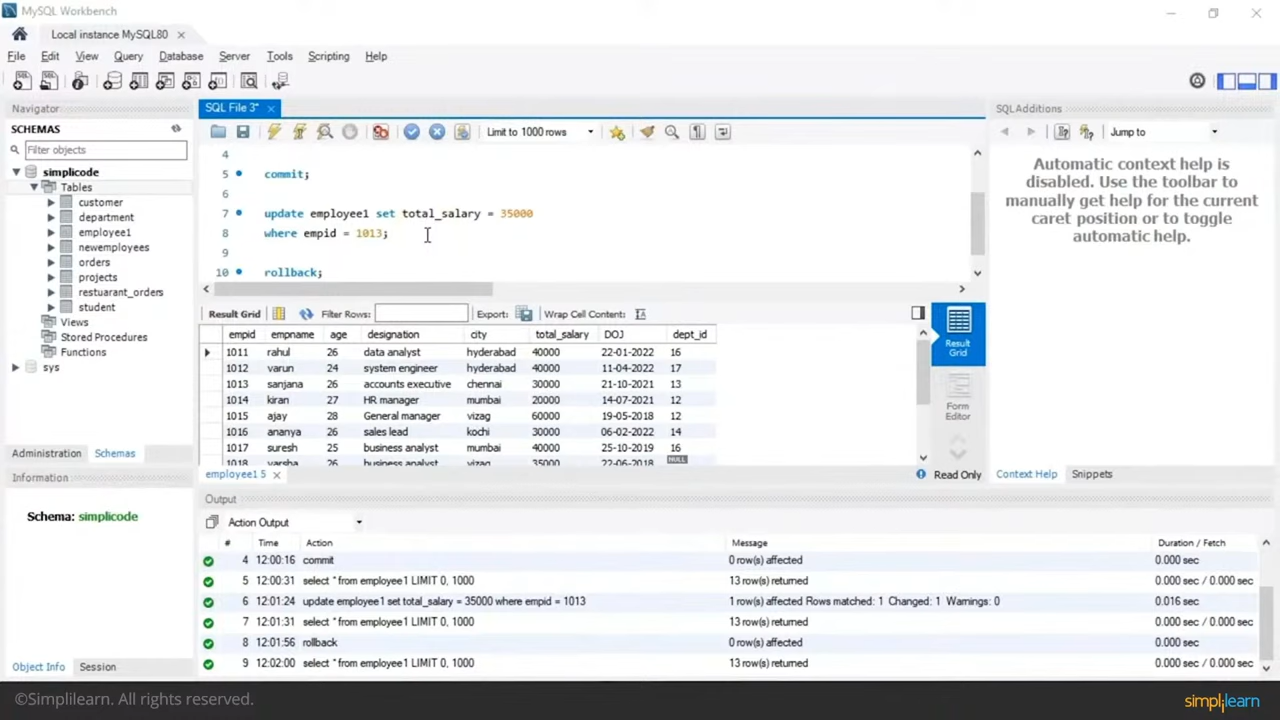 MySQL Workbench
Local instance MySQL80
File Edit View Query Database Server Tools Scripting Help
Navigator
SCHEMAS
Filter objects
simplicode
Tables
customer
department
employee1
newemployees
orders
projects
restuarant_orders
student
Views
Stored Procedures
Functions
sys
Administration Schemas
Information
Schema: simplicode
Object Info Session
SQL File 3*
Limit to 1000 rows
4
5 commit;
6
7 update employee1 set total_salary = 35000
8 where empid = 1013;
9
10 rollback;
Result Grid Filter Rows: Export: Wrap Cell Content:
empid empname age designation city total_salary DOJ dept_id
1011 rahul 26 data analyst hyderabad 40000 22-01-2022 16
1012 varun 24 system engineer hyderabad 40000 11-04-2022 17
1013 sanjana 26 accounts executive chennai 30000 21-10-2021 13
1014 kiran 27 HR manager mumbai 20000 14-07-2021 12
1015 ajay 28 General manager vizag 60000 19-05-2018 12
1016 ananya 26 sales lead kochi 30000 06-02-2022 14
1017 suresh 25 business analyst mumbai 40000 25-10-2019 16
1018 varsha 26 business analyst vizag 35000 22-06-2018 NULL
Result Grid
Form Editor
employee1 5
Read Only
SQLAdditions
Jump to
Automatic context help is
disabled. Use the toolbar to
manually get help for the current
caret position or to toggle
automatic help.
Context Help Snippets
Output
Action Output
# Time Action Message Duration / Fetch
4 12:00:16 commit 0 row(s) affected 0.000 sec
5 12:00:31 select * from employee1 LIMIT 0, 1000 13 row(s) returned 0.000 sec / 0.000 sec
6 12:01:24 update employee1 set total_salary = 35000 where empid = 1013 1 row(s) affected Rows matched: 1 Changed: 1 Warnings: 0 0.016 sec
7 12:01:31 select * from employee1 LIMIT 0, 1000 13 row(s) returned 0.000 sec / 0.000 sec
8 12:01:56 rollback 0 row(s) affected 0.000 sec
9 12:02:00 select * from employee1 LIMIT 0, 1000 13 row(s) returned 0.000 sec / 0.000 sec
©Simplilearn. All rights reserved.
simplilearn